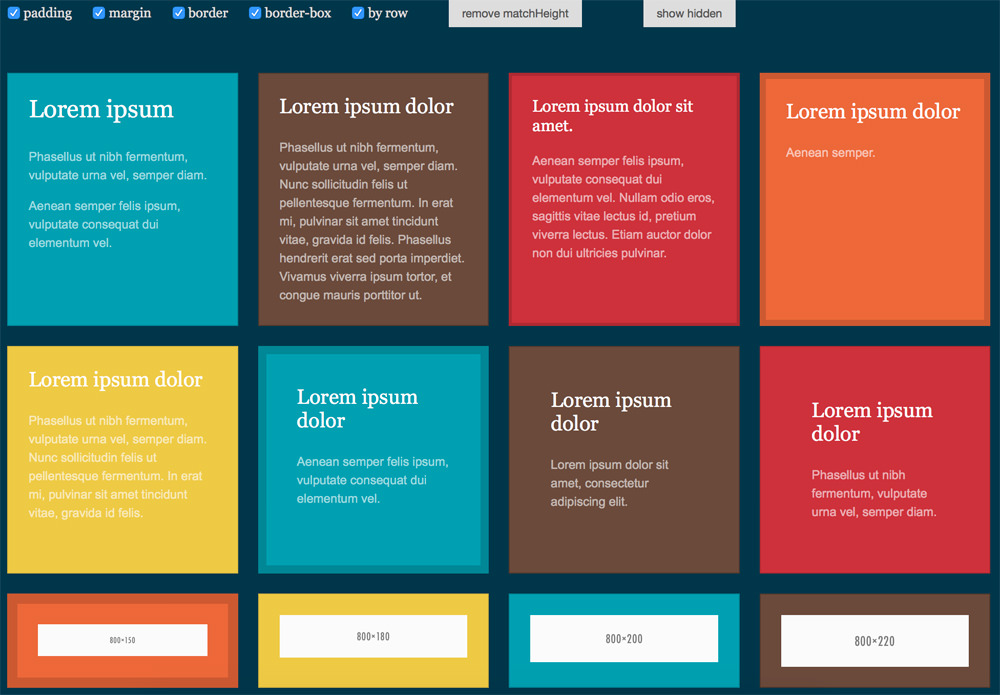 padding margin border border-box by row remove matchHeight show hidden
Lorem ipsum
Phasellus ut nibh fermentum,
vulputate urna vel, semper diam.
Aenean semper felis ipsum,
vulputate consequat dui
elementum vel.
Lorem ipsum dolor
Phasellus ut nibh fermentum,
vulputate urna vel, semper diam.
Nunc sollicitudin felis ut
pellentesque fermentum. In erat
mi, pulvinar sit amet tincidunt
vitae, gravida id felis. Phasellus
hendrerit erat sed porta imperdiet.
Vivamus viverra ipsum tortor, et
congue mauris porttitor ut.
Lorem ipsum dolor sit
amet.
Aenean semper felis ipsum,
vulputate consequat dui
elementum vel. Nullam odio eros,
sagittis vitae lectus id, pretium
viverra lectus. Etiam auctor dolor
non dui ultricies pulvinar.
Lorem ipsum dolor
Aenean semper.
Lorem ipsum dolor
Phasellus ut nibh fermentum,
vulputate urna vel, semper diam.
Nunc sollicitudin felis ut
pellentesque fermentum. In erat
mi, pulvinar sit amet tincidunt
vitae, gravida id felis.
Lorem ipsum
dolor
Aenean semper felis ipsum,
vulputate consequat dui
elementum vel.
Lorem ipsum
dolor
Lorem ipsum dolor sit
amet, consectetur
adipiscing elit.
Lorem ipsum
dolor
Phasellus ut nibh
fermentum, vulputate
urna vel, semper diam.
800×150
800×180
800×200
800×220